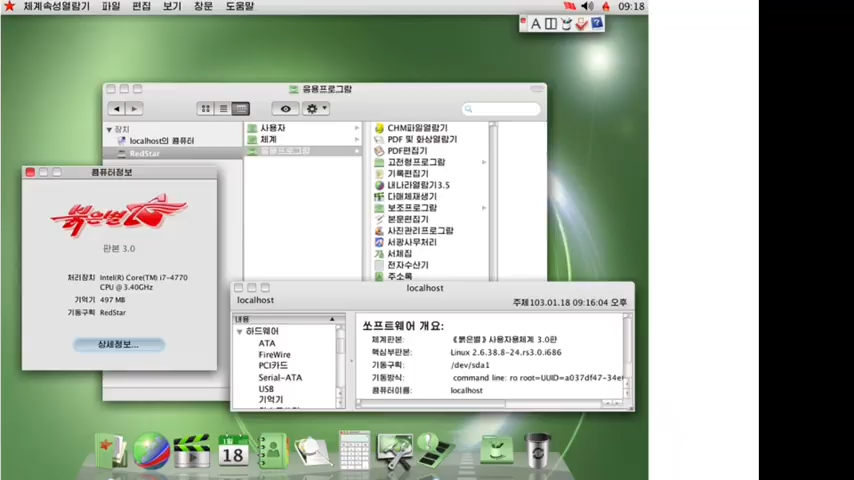 체계속성열람기 파일 편집 보기 창문 도움말 09:18
A
응용프로그람
장치
localhost의 콤퓨터
RedStar
사용자
체계
응용프로그람
CHM파일열람기
PDF 및 화상열람기
PDF편집기
고전형프로그람
기록편집기
내나라열람기3.5
다매체재생기
보조프로그람
본문편집기
사진관리프로그람
서광사무처리
서체집
전자수산기
주소록
콤퓨터정보
붉은별
판본 3.0
처리장치 Intel(R) Core(TM) i7-4770
CPU @ 3.40GHz
기억기 497 MB
기동구획 RedStar
상세정보...
localhost
localhost
주체103.01.18 09:16:04 오후
내용
하드웨어
ATA
FireWire
PCI카드
Serial-ATA
USB
기억기
쏘프트웨어 개요:
체계판본: 《붉은별》사용자용체계 3.0판
핵심부판본: Linux 2.6.38.8-24.rs3.0.i686
기동구획: /dev/sda1
기동방식: command line: ro root=UUID=a037df47-34e
콤퓨터이름: localhost
1월
18